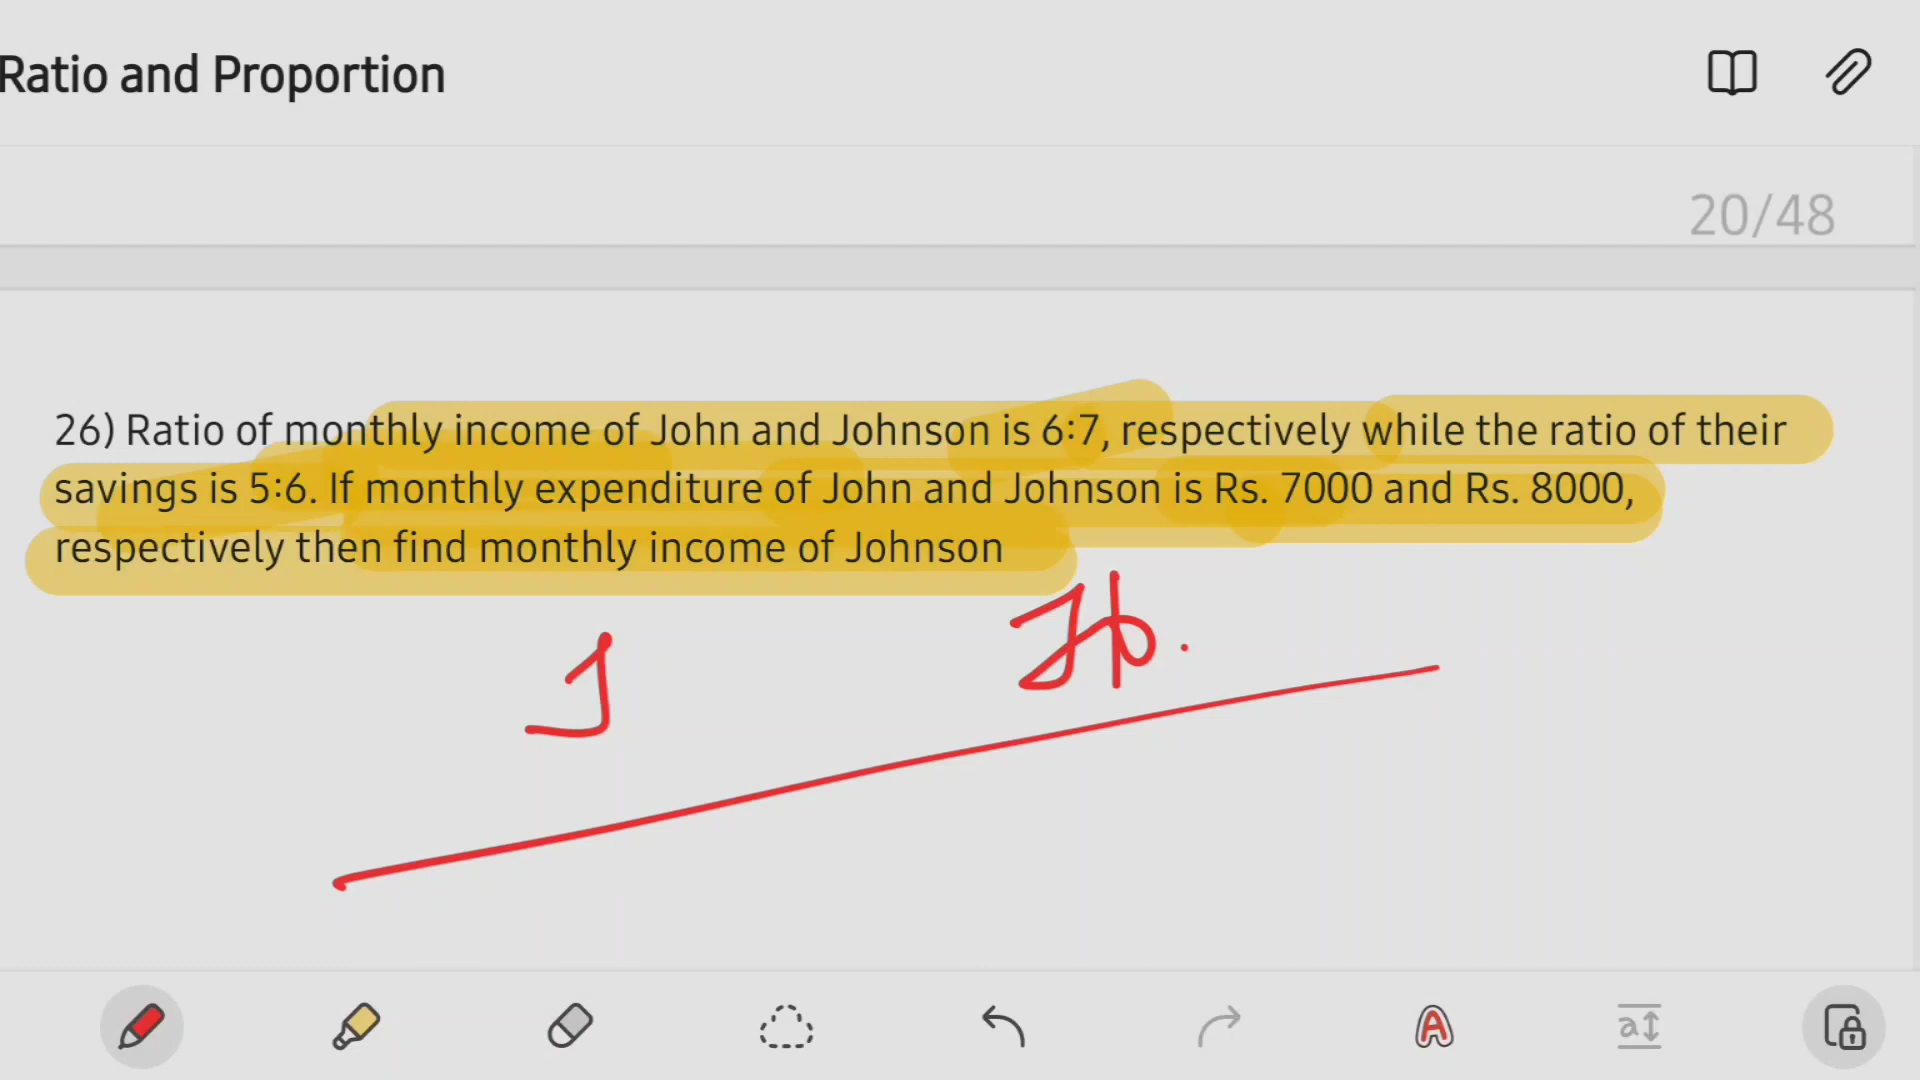 Ratio and Proportion
20/48
26) Ratio of monthly income of John and Johnson is 6:7, respectively while the ratio of their
savings is 5:6. If monthly expenditure of John and Johnson is Rs. 7000 and Rs. 8000,
respectively then find monthly income of Johnson